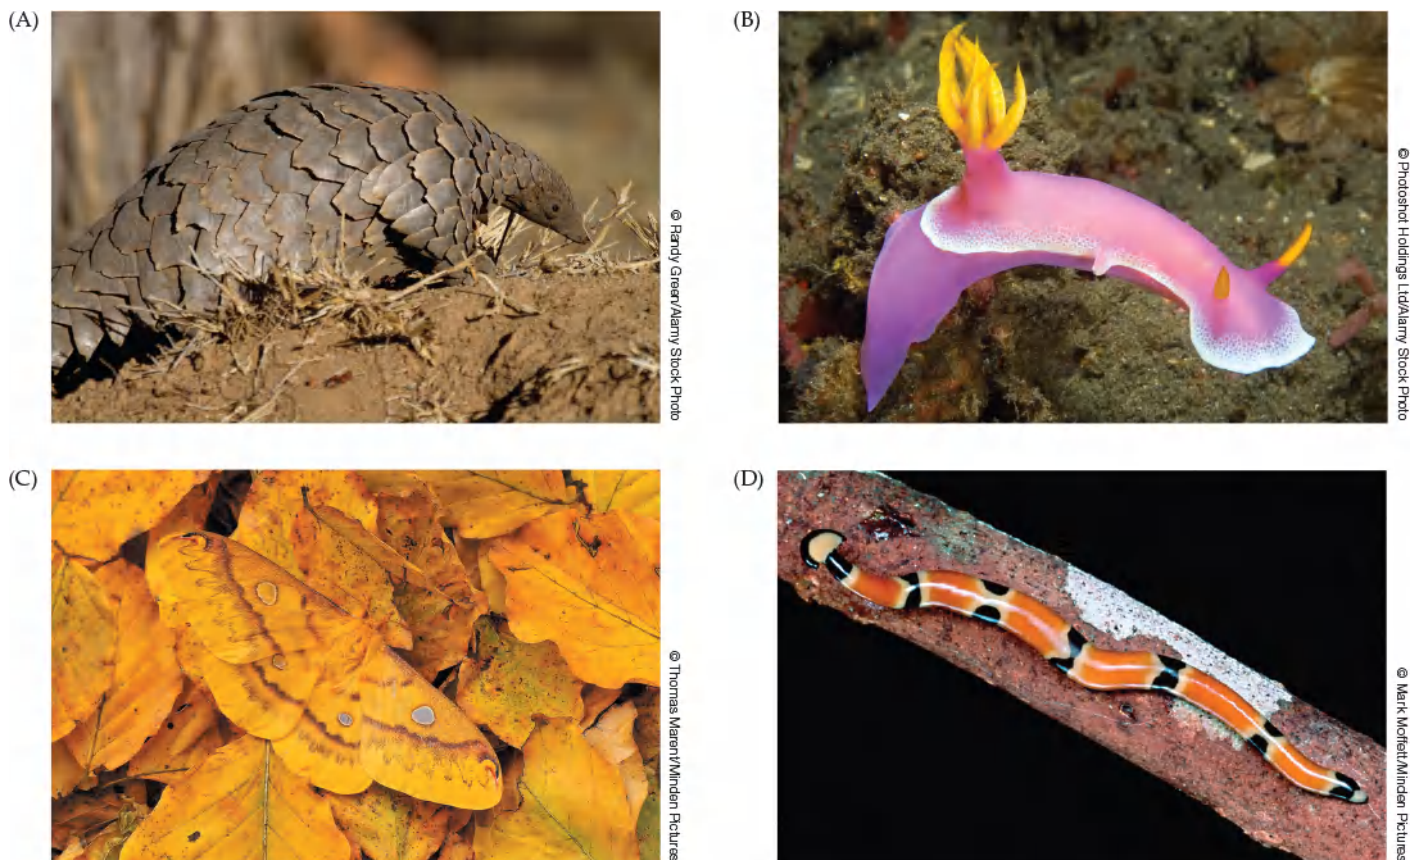 (A)
© Randy Green/Alamy Stock Photo
(B)
© Photoshot Holdings Ltd/Alamy Stock Photo
(C)
© Thomas Marent/Minden Pictures
(D)
© Mark Moffett/Minden Pictures